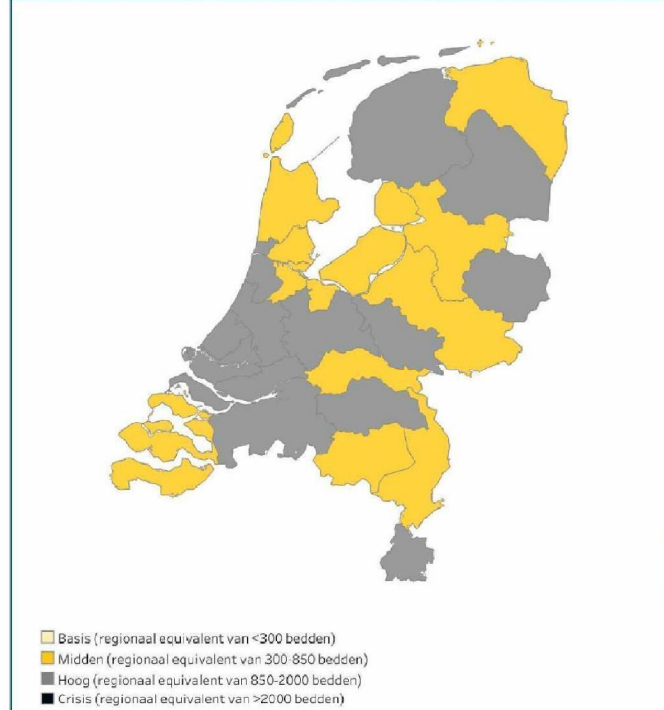 Basis (regionaal equivalent van <300 bedden)
Midden (regionaal equivalent van 300-850 bedden)
Hoog (regionaal equivalent van 850-2000 bedden)
Crisis (regionaal equivalent van >2000 bedden)